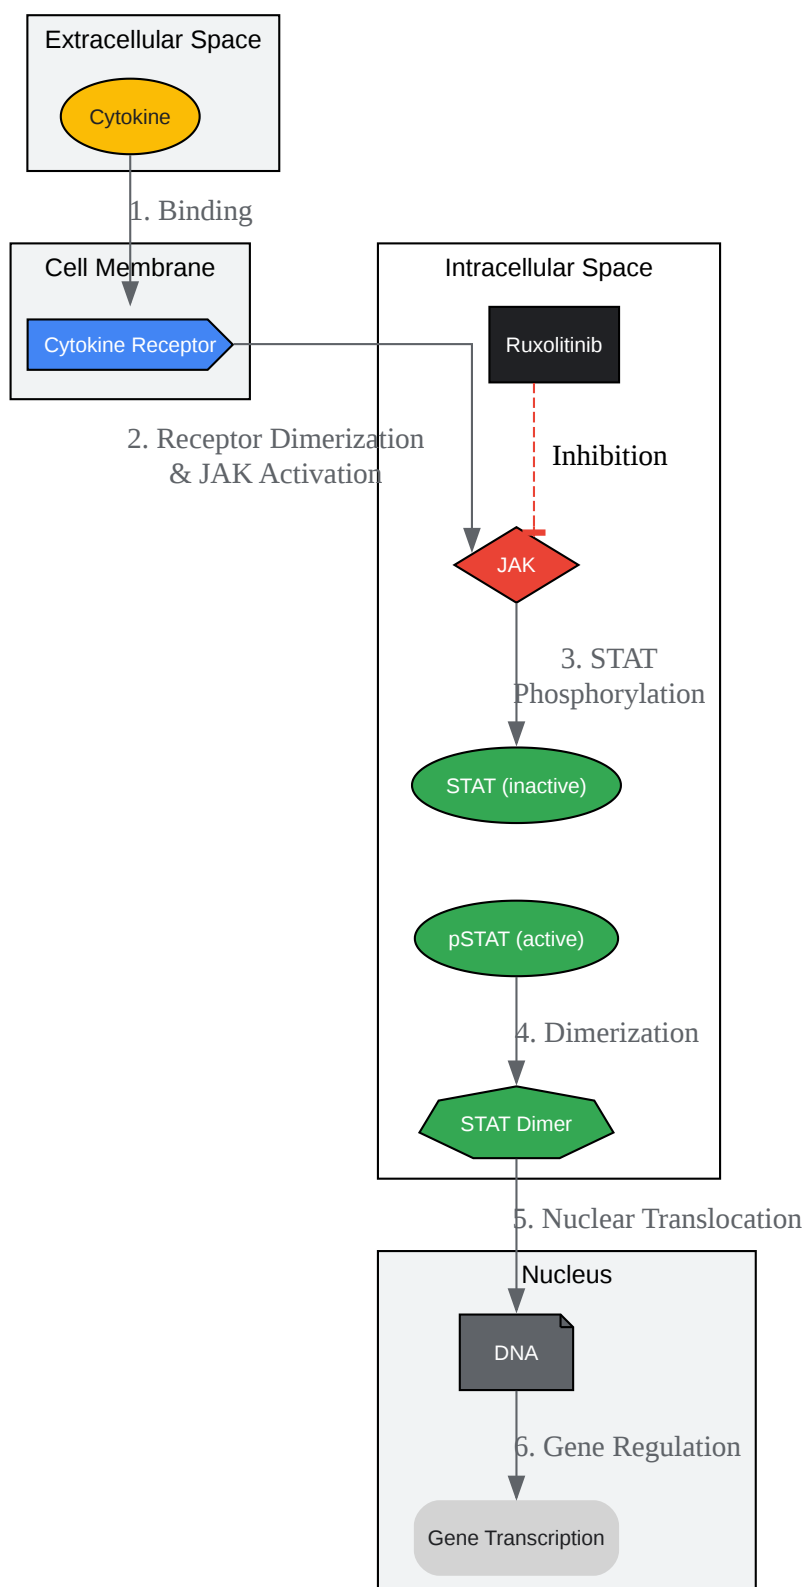 Extracellular Space
Cytokine
1. Binding
Cell Membrane
Cytokine Receptor
Intracellular Space
Ruxolitinib
2. Receptor Dimerization
& JAK Activation
Inhibition
JAK
3. STAT
Phosphorylation
STAT (inactive)
pSTAT (active)
4. Dimerization
STAT Dimer
5. Nuclear Translocation
Nucleus
DNA
6. Gene Regulation
Gene Transcription